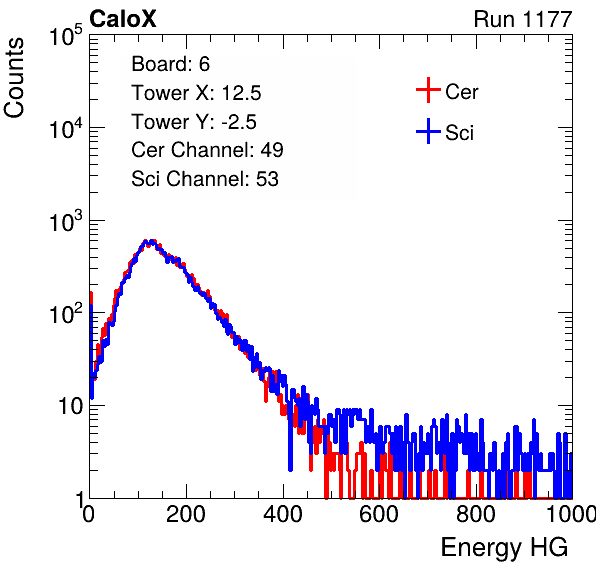 CaloX Run 1177
Counts
Board: 6
Tower X: 12.5
Tower Y: -2.5
Cer Channel: 49
Sci Channel: 53
Cer
Sci
10^5
10^4
10^3
10^2
10
1
0 200 400 600 800 1000
Energy HG